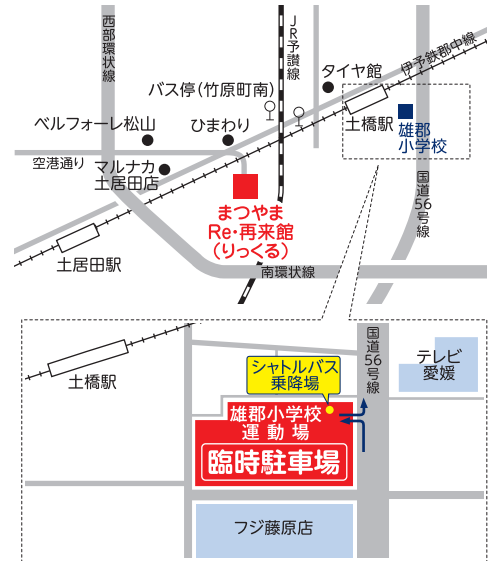 西部環状線
JR予讃線
伊予鉄郡中線
タイヤ館
バス停(竹原町南)
土橋駅
雄郡
小学校
ベルフォーレ松山
ひまわり
空港通り
マルナカ
土居田店
国道56号線
まつやま
Re・再来館
(りっくる)
土居田駅
南環状線
土橋駅
国道56号線
シャトルバス
乗降場
テレビ
愛媛
雄郡小学校
運動場
臨時駐車場
フジ藤原店